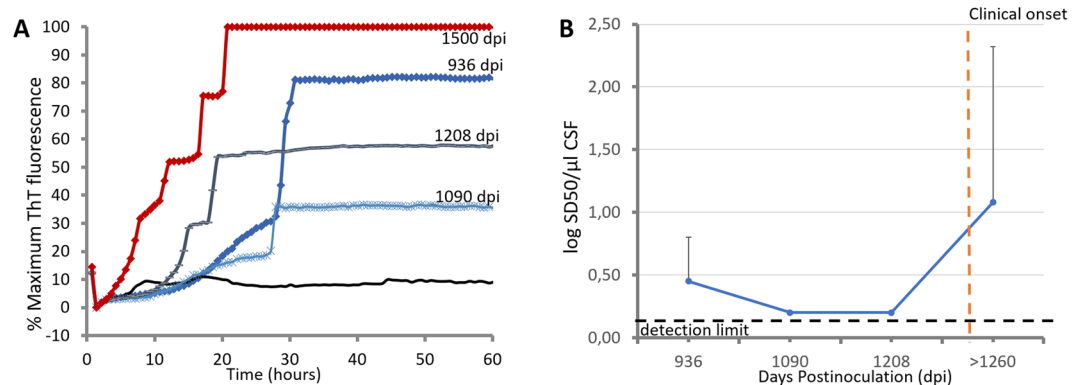 A
% Maximum ThT fluorescence
100
90
80
70
60
50
40
30
20
10
0
-10
1500 dpi
936 dpi
1208 dpi
1090 dpi
0 10 20 30 40 50 60
Time (hours)
B
Clinical onset
log SD50/µl CSF
2,50
2,00
1,50
1,00
0,50
0,00
detection limit
936 1090 1208 >1260
Days Postinoculation (dpi)